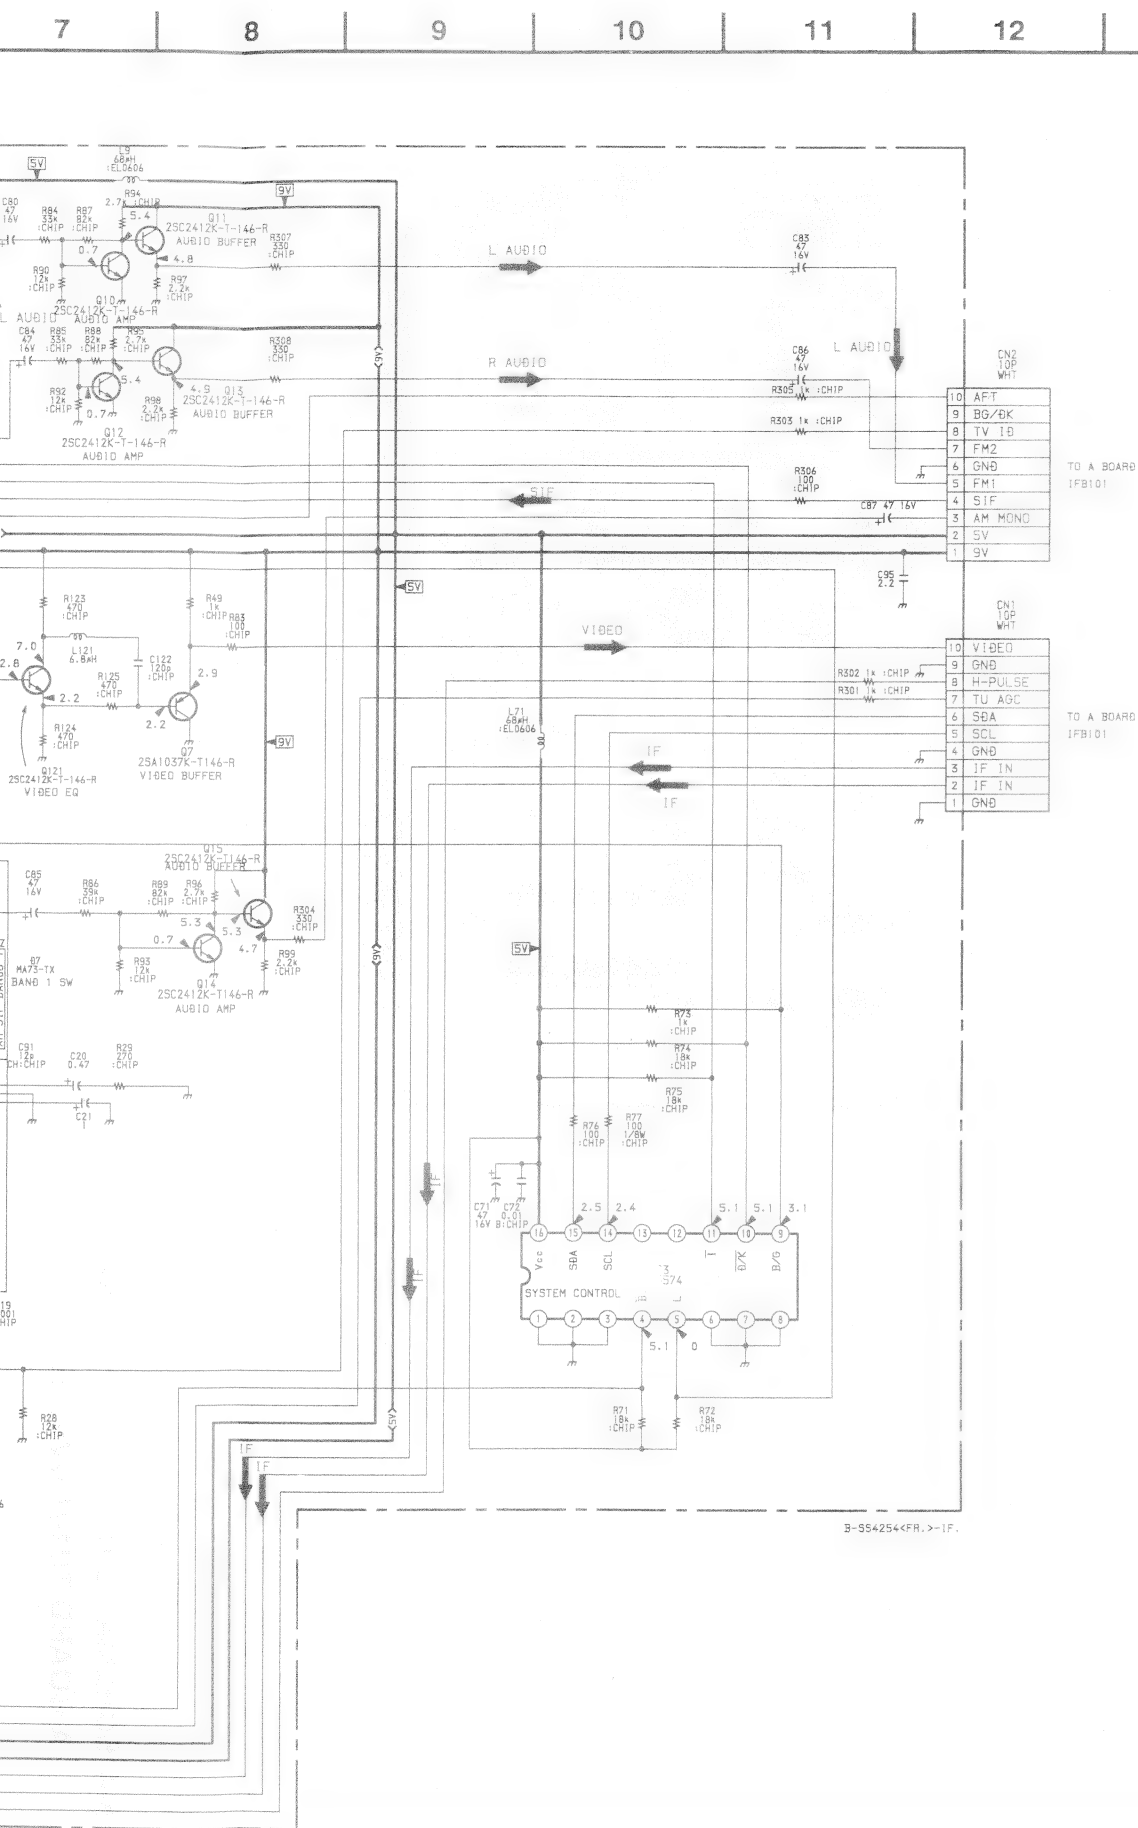 7 8 9 10 11 12
5V
L9
68μH
:EL0606
9V
C80
47
16V
R84
33k
:CHIP
R87
82k
:CHIP
R94
2.7k :CHIP
5.4
Q11
2SC2412K-T-146-R
AUDIO BUFFER
0.7
4.8
R307
330
:CHIP
R90
12k
:CHIP
R97
2.2k
:CHIP
Q10
2SC2412K-T-146-R
AUDIO AMP
L AUDIO
C83
47
16V
L AUDIO
C84
47
16V
R85
33k
:CHIP
R88
82k
:CHIP
R95
2.7k
:CHIP
R308
330
:CHIP
9V
R AUDIO
C86
47
16V
L AUDIO
5.4
R92
12k
:CHIP
0.7
4.9
Q13
2SC2412K-T-146-R
AUDIO BUFFER
R98
2.2k
:CHIP
Q12
2SC2412K-T-146-R
AUDIO AMP
R305 1k :CHIP
R303 1k :CHIP
R306
100
:CHIP
SIF
C87 47 16V
CN2
10P
WHT
10 AFT
9 BG/DK
8 TV ID
7 FM2
6 GND
5 FM1
4 SIF
3 AM MONO
2 5V
1 9V
TO A BOARD
IFB101
C95
2.2
5V
R123
470
:CHIP
R49
1k
:CHIP
R83
100
:CHIP
L121
6.8μH
7.0
2.8
2.2
R125
470
:CHIP
C122
120p
:CHIP
2.9
2.2
R124
470
:CHIP
Q121
2SC2412K-T-146-R
VIDEO EQ
Q7
2SA1037K-T146-R
VIDEO BUFFER
9V
VIDEO
R302 1k :CHIP
R301 1k :CHIP
L71
68μH
:EL0606
IF
IF
CN1
10P
WHT
10 VIDEO
9 GND
8 H-PULSE
7 TU AGC
6 SDA
5 SCL
4 GND
3 IF IN
2 IF IN
1 GND
TO A BOARD
IFB101
Q15
2SC2412K-T146-R
AUDIO BUFFER
C85
47
16V
R86
39k
:CHIP
R89
82k
:CHIP
R96
2.7k
:CHIP
5.3
5.3
0.7
4.7
R304
330
:CHIP
R93
12k
:CHIP
R99
2.2k
:CHIP
Q14
2SC2412K-T146-R
AUDIO AMP
D7
MA73-TX
BAND 1 SW
9V
5V
C91
12p
CH:CHIP
C20
0.47
R29
270
:CHIP
C21
1
R73
1k
:CHIP
R74
18k
:CHIP
R75
18k
:CHIP
R76
100
:CHIP
R77
100
1/8W
:CHIP
IF
IF
C71
47
16V
C72
0.01
B:CHIP
2.5
2.4
5.1
5.1
3.1
16 15 14 13 12 11 10 9
Vcc
SDA
SCL
I
D/K
B/G
SYSTEM CONTROL
1 2 3 4 5 6 7 8
5.1
0
R71
18k
:CHIP
R72
18k
:CHIP
R28
12k
:CHIP
5V
IF
IF
B-SS4254<FR.>-IF.